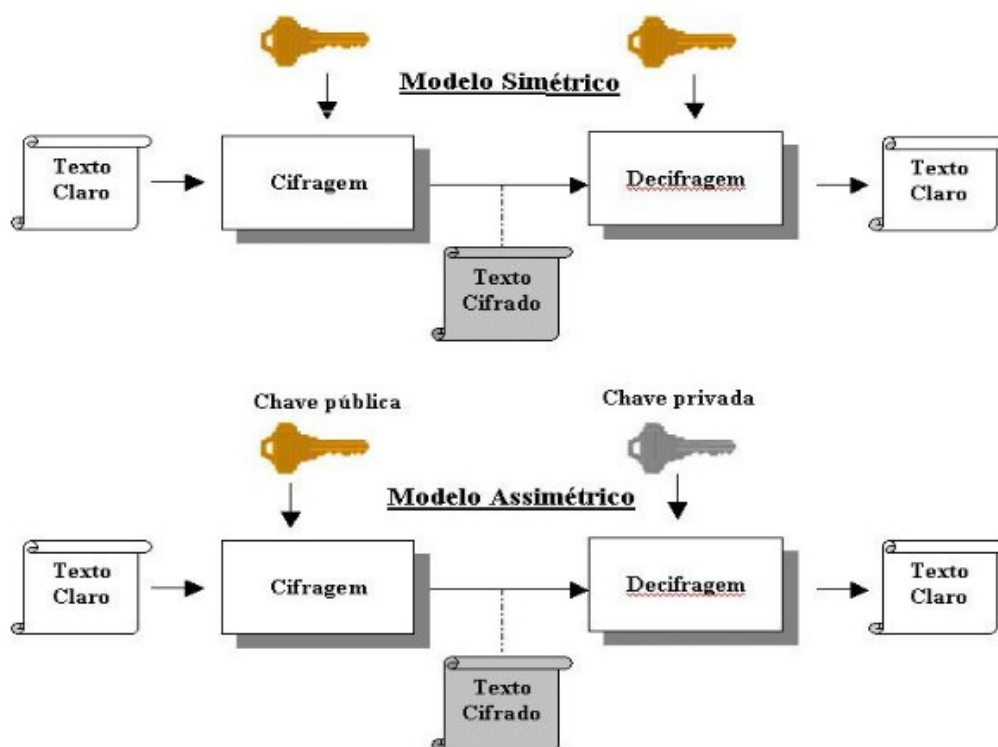 Modelo Simétrico
Texto
Claro
Cifragem
Decifragem
Texto
Claro
Texto
Cifrado
Chave pública
Chave privada
Modelo Assimétrico
Texto
Claro
Cifragem
Decifragem
Texto
Claro
Texto
Cifrado